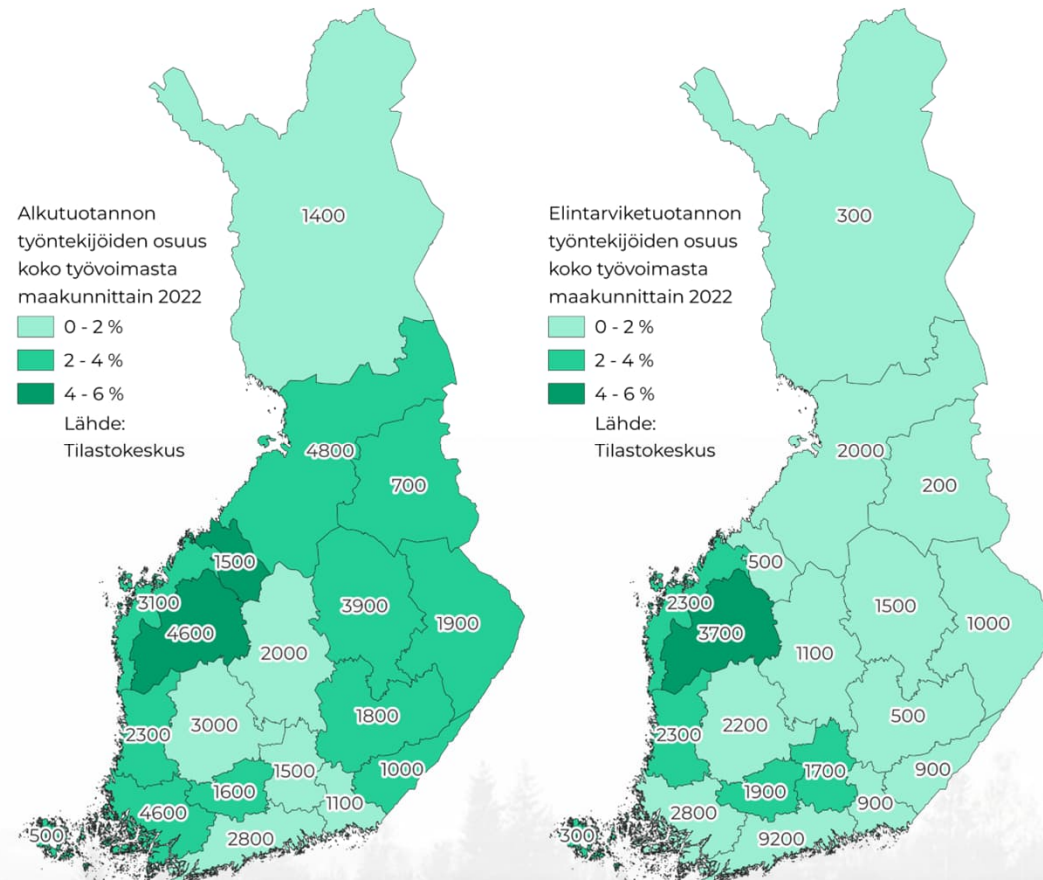 Alkutuotannon
työntekijöiden osuus
koko työvoimasta
maakunnittain 2022
0 - 2 %
2 - 4 %
4 - 6 %
Lähde:
Tilastokeskus
1400
4800
700
1500
3100
4600
3900
1900
2000
1800
2300
3000
1500
1000
1600
1100
4600
500
2800
Elintarviketuotannon
työntekijöiden osuus
koko työvoimasta
maakunnittain 2022
0 - 2 %
2 - 4 %
4 - 6 %
Lähde:
Tilastokeskus
300
2000
200
500
2300
3700
1500
1000
1100
500
2300
2200
1700
900
1900
900
2800
300
9200